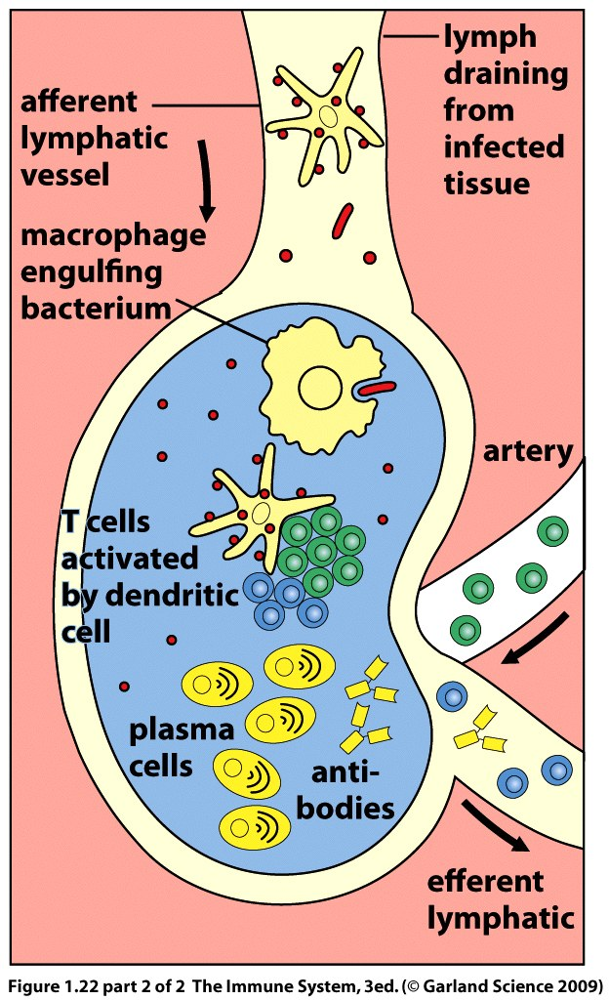 lymph
draining
from
infected
tissue
afferent
lymphatic
vessel
macrophage
engulfing
bacterium
artery
T cells
activated
by dendritic
cell
plasma
cells
anti-
bodies
efferent
lymphatic
Figure 1.22 part 2 of 2 The Immune System, 3ed. (© Garland Science 2009)